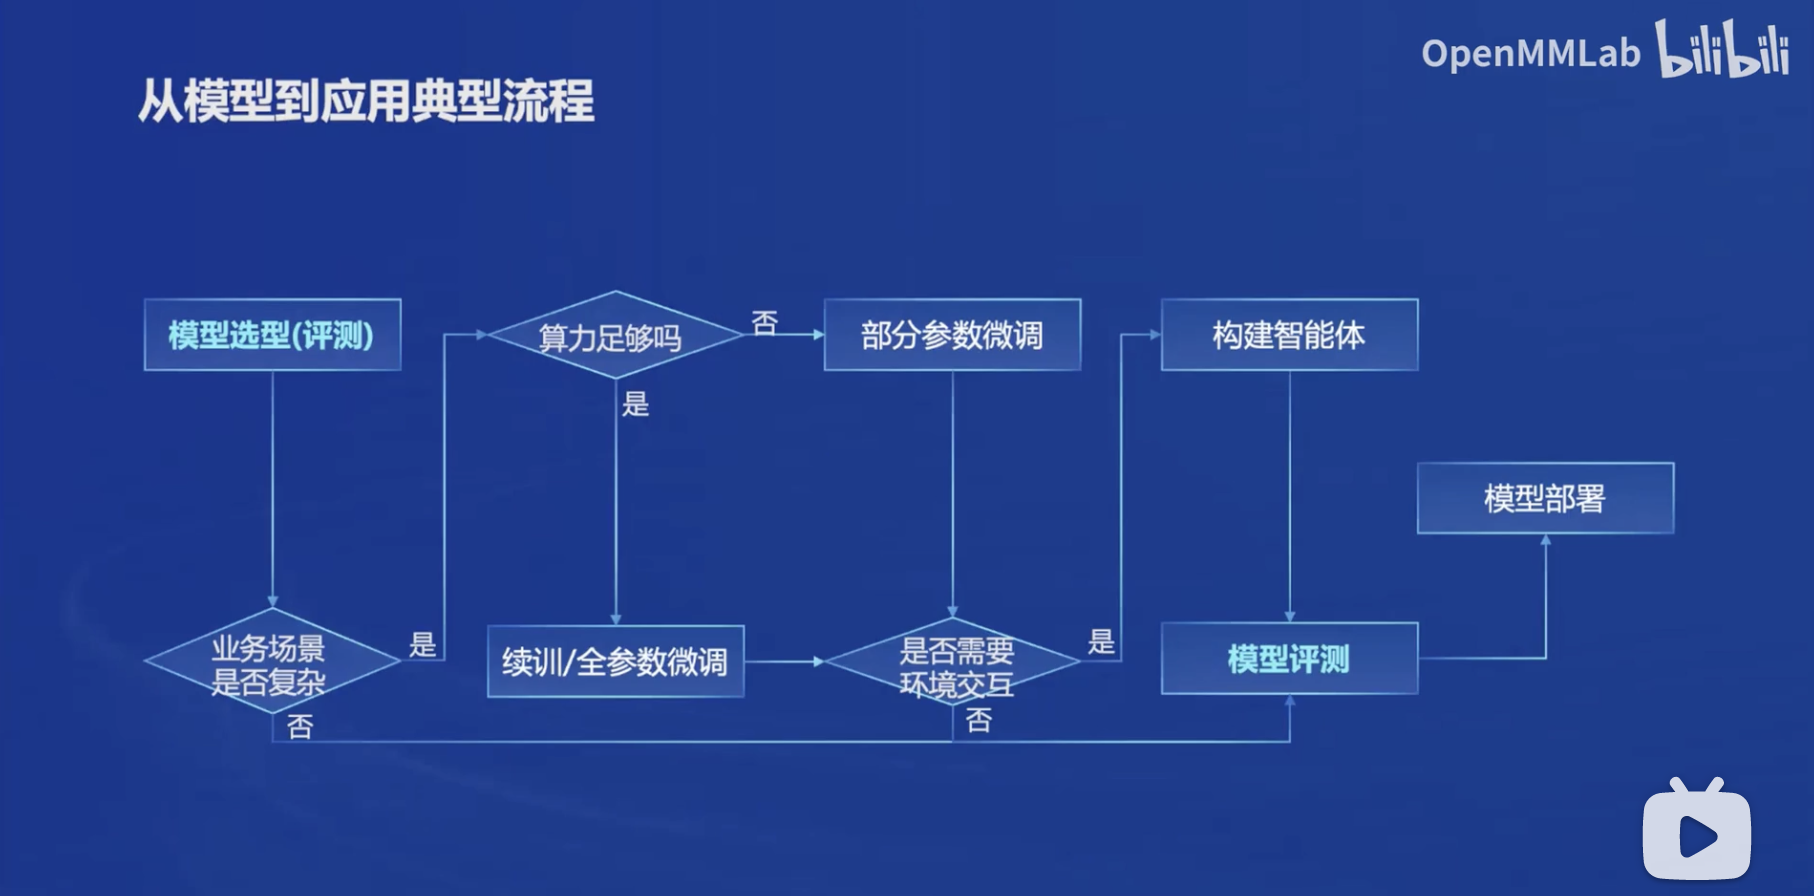 OpenMMLab bilibili
从模型到应用典型流程
模型选型(评测)
算力足够吗
否
部分参数微调
构建智能体
是
模型部署
业务场景
是否复杂
是
续训/全参数微调
是否需要
环境交互
是
模型评测
否
否